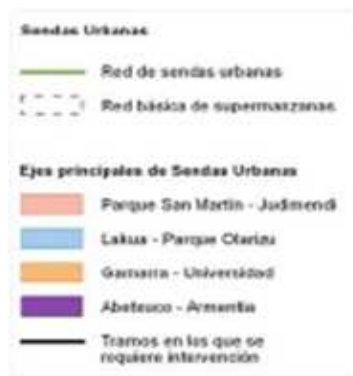 Sendas Urbanas
Red de sendas urbanas
Red básica de supermanzanas
Ejes principales de Sendas Urbanas
Parque San Martín - Judimendi
Lakua - Parque Olarizu
Gamarra - Universidad
Abetxuco - Armentia
Tramos en los que se
requiere intervención